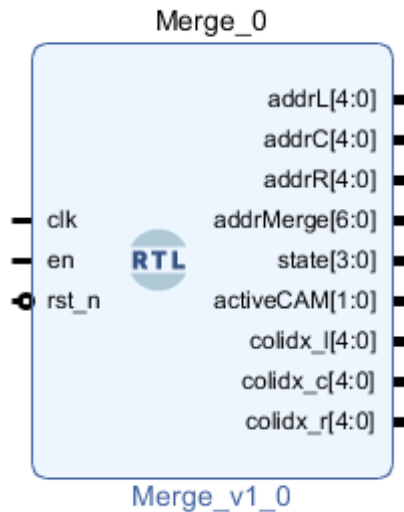 Merge_0
addrL[4:0]
addrC[4:0]
addrR[4:0]
clk addrMerge[6:0]
en RTL state[3:0]
rst_n activeCAM[1:0]
colidx_l[4:0]
colidx_c[4:0]
colidx_r[4:0]
Merge_v1_0